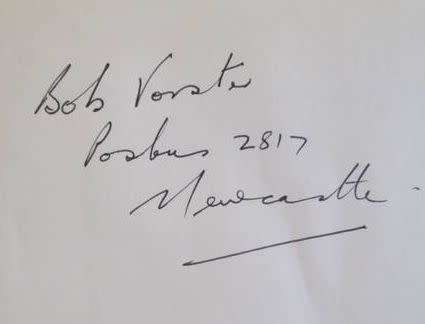 Bob Vorster
Posbus 2817
Newcastle.